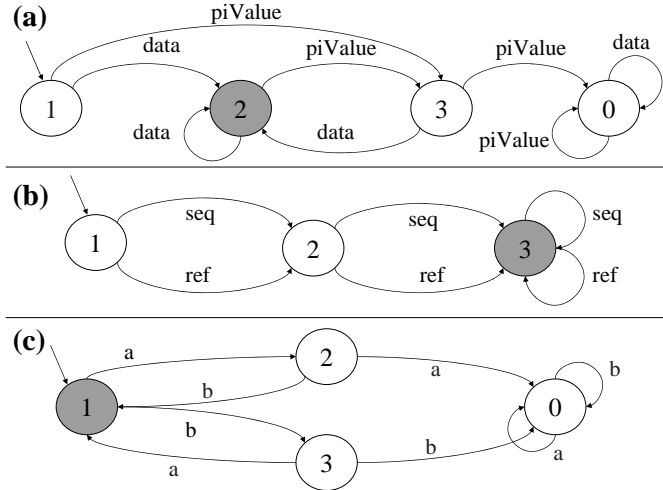 (a)
piValue
data
piValue
piValue
data
1
2
3
0
data
data
piValue
(b)
seq
seq
seq
1
2
3
ref
ref
ref
(c)
a
2
a
b
b
1
0
b
a
3
b
a